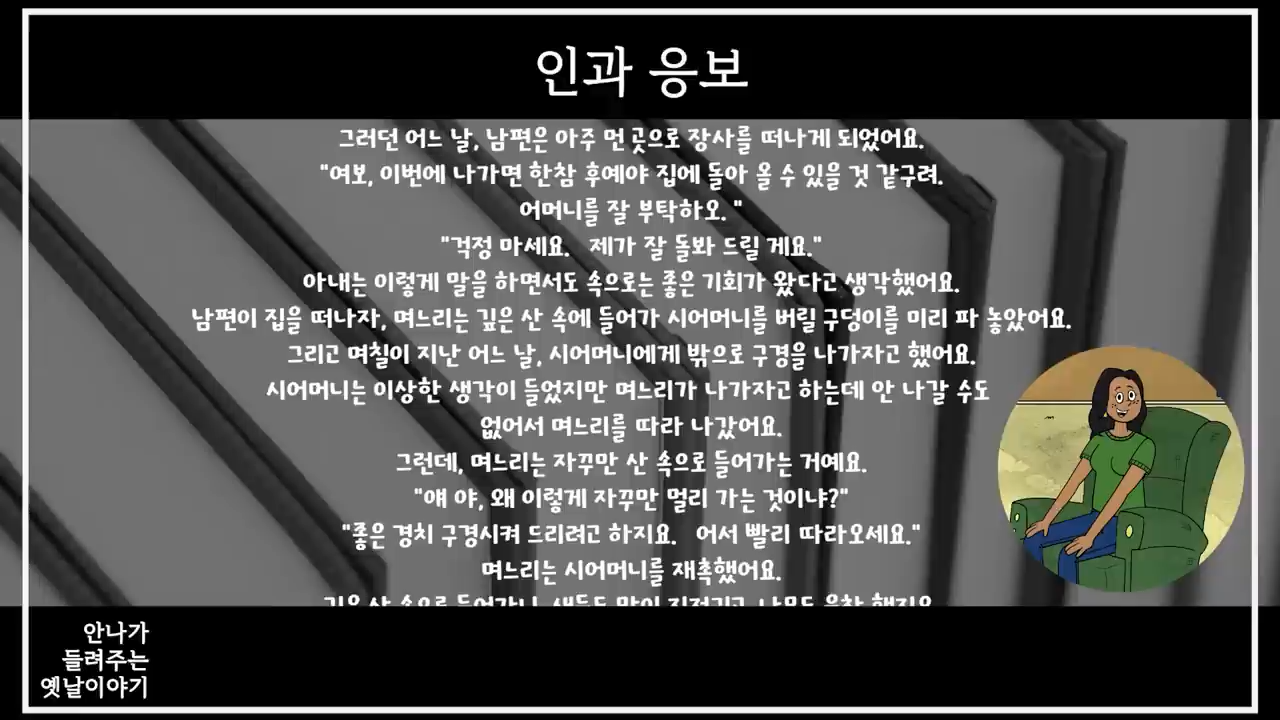 인과 응보
그러던 어느 날, 남편은 아주 먼 곳으로 장사를 떠나게 되었어요.
"여보, 이번에 나가면 한참 후예야 집에 돌아 올 수 있을 것 같구려.
어머니를 잘 부탁하오. "
"걱정 마세요. 제가 잘 돌봐 드릴 게요."
아내는 이렇게 말을 하면서도 속으로는 좋은 기회가 왔다고 생각했어요.
남편이 집을 떠나자, 며느리는 깊은 산 속에 들어가 시어머니를 버릴 구덩이를 미리 파 놓았어요.
그리고 며칠이 지난 어느 날, 시어머니에게 밖으로 구경을 나가자고 했어요.
시어머니는 이상한 생각이 들었지만 며느리가 나가자고 하는데 안 나갈 수도
없어서 며느리를 따라 나갔어요.
그런데, 며느리는 자꾸만 산 속으로 들어가는 거예요.
"얘 야, 왜 이렇게 자꾸만 멀리 가는 것이냐?"
"좋은 경치 구경시켜 드리려고 하지요. 어서 빨리 따라오세요."
며느리는 시어머니를 재촉했어요.
안나가
들려주는
옛날이야기